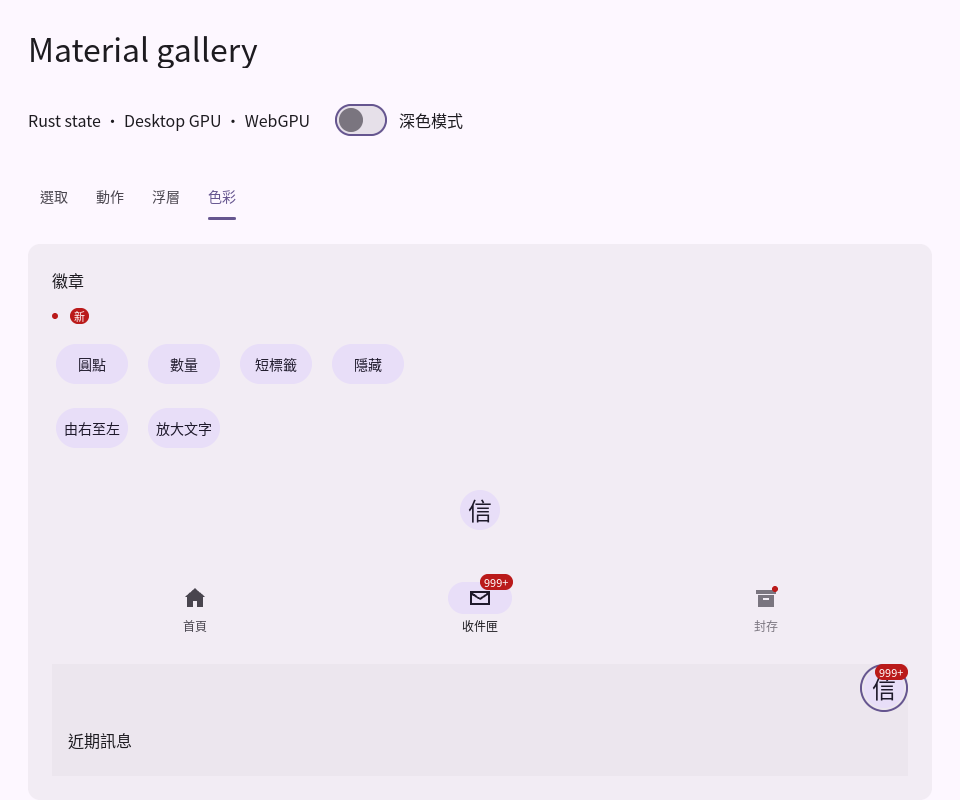 Material gallery
Rust state ・ Desktop GPU ・ WebGPU 深色模式
選取 動作 浮層 色彩
徽章
新
圓點 數量 短標籤 隱藏
由右至左 放大文字
信
999+
首頁 收件匣 封存
999+
信
近期訊息